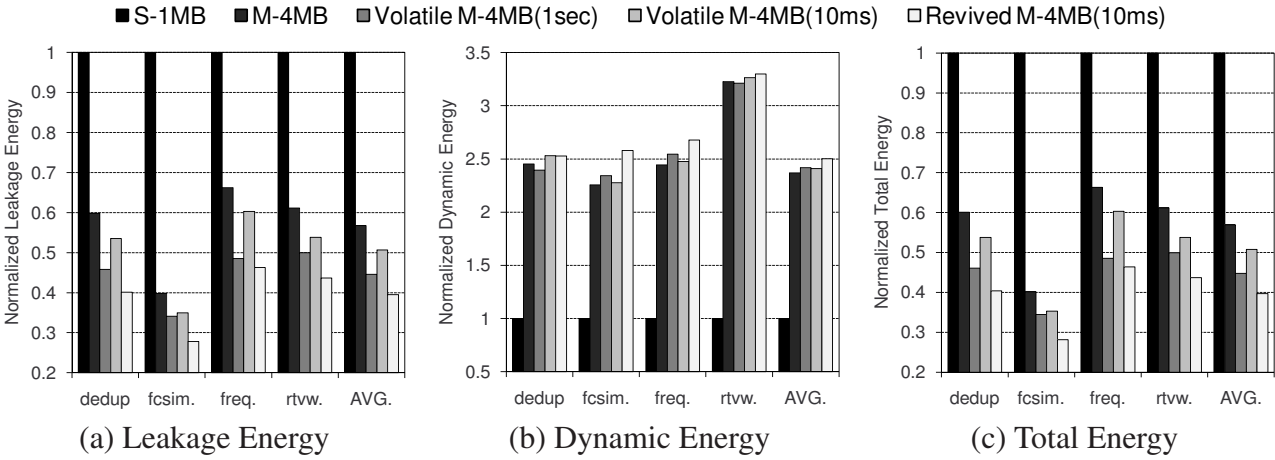 S-1MB M-4MB Volatile M-4MB(1sec) Volatile M-4MB(10ms) Revived M-4MB(10ms)
Normalized Leakage Energy
1
0.9
0.8
0.7
0.6
0.5
0.4
0.3
0.2
dedup fcsim. freq. rtvw. AVG.
(a) Leakage Energy
Normalized Dynamic Energy
3.5
3
2.5
2
1.5
1
0.5
dedup fcsim. freq. rtvw. AVG.
(b) Dynamic Energy
Normalized Total Energy
1
0.9
0.8
0.7
0.6
0.5
0.4
0.3
0.2
dedup fcsim. freq. rtvw. AVG.
(c) Total Energy